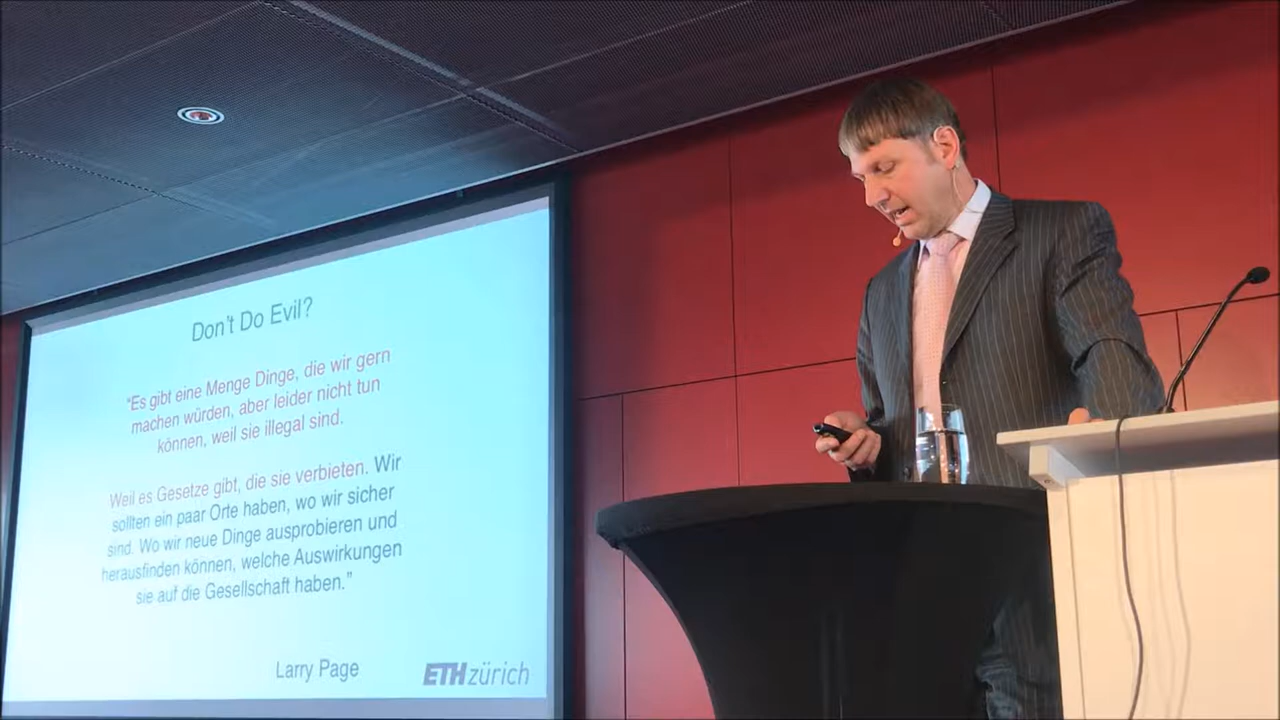 Don't Do Evil?
"Es gibt eine Menge Dinge, die wir gern
machen würden, aber leider nicht tun
können, weil sie illegal sind.
Weil es Gesetze gibt, die sie verbieten. Wir
sollten ein paar Orte haben, wo wir sicher
sind. Wo wir neue Dinge ausprobieren und
herausfinden können, welche Auswirkungen
sie auf die Gesellschaft haben."
Larry Page
ETH zürich